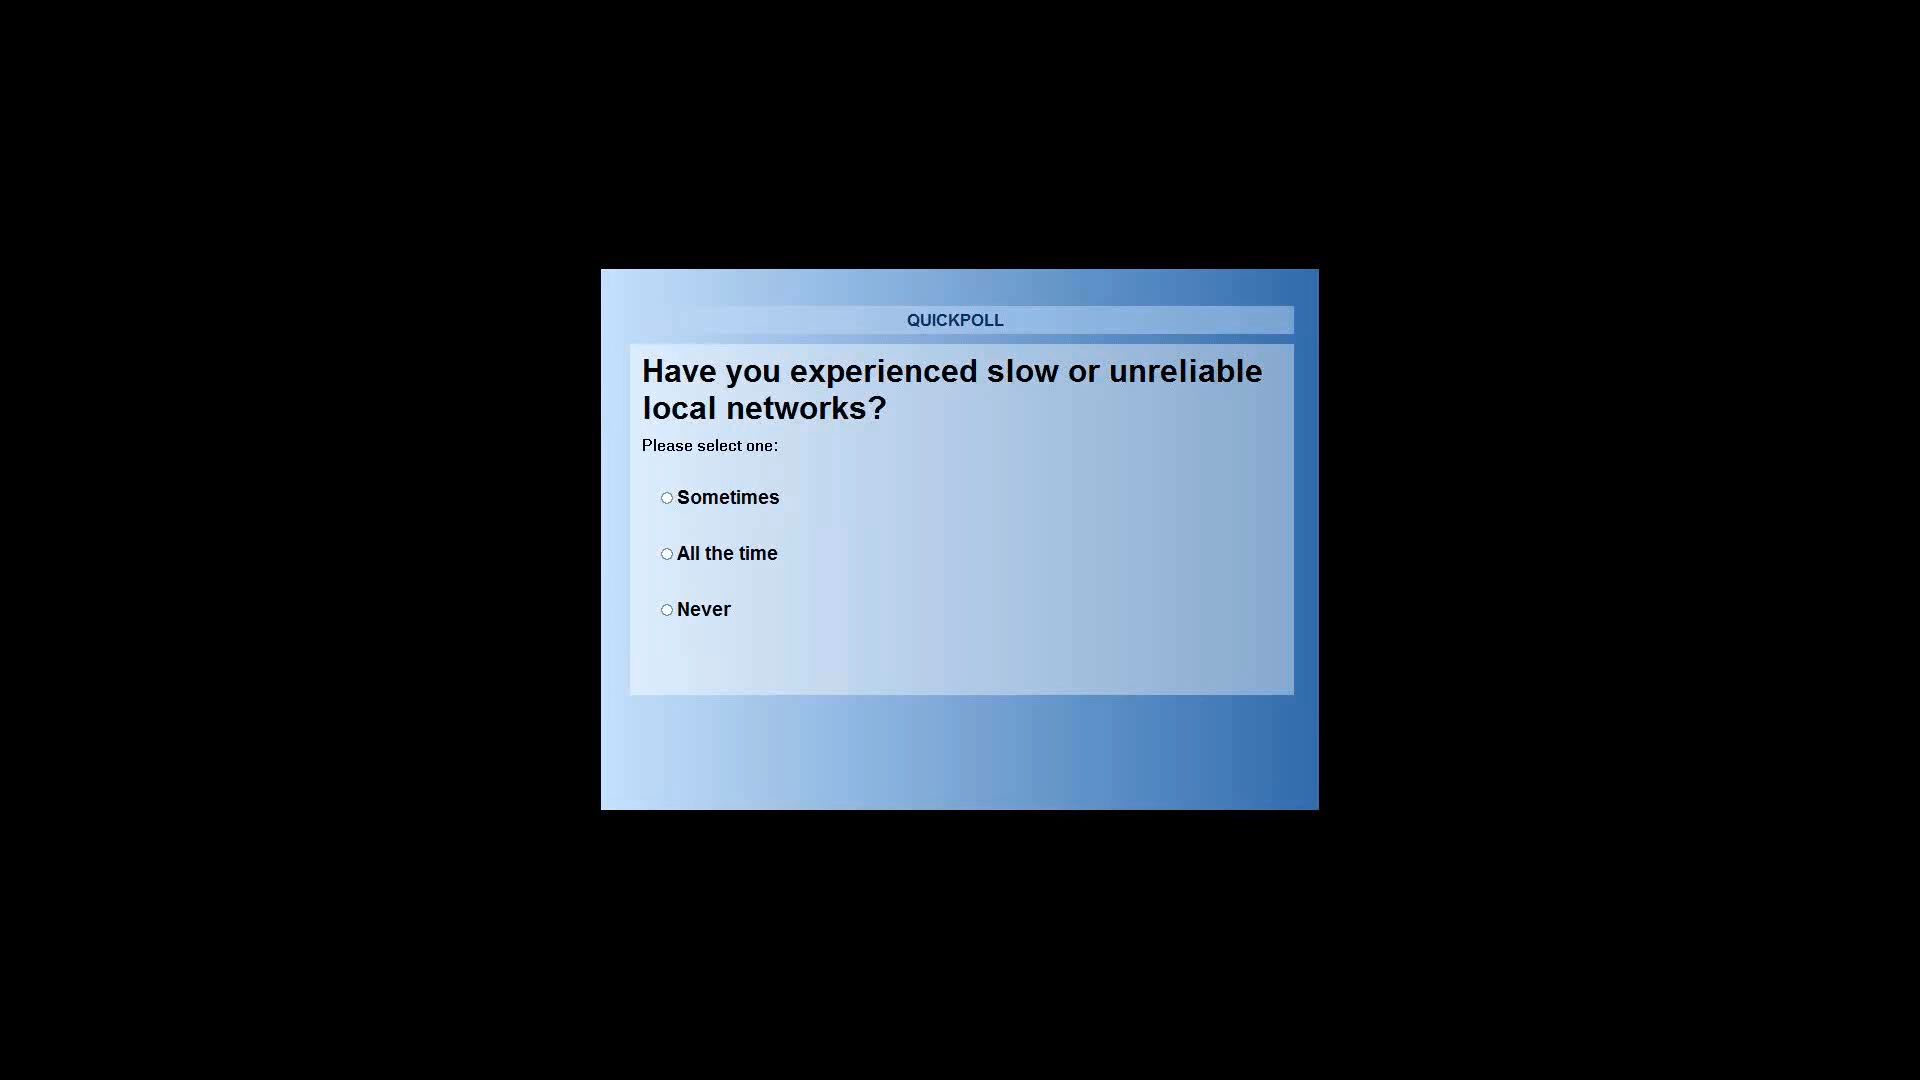 QUICKPOLL
Have you experienced slow or unreliable
local networks?
Please select one:
Sometimes
All the time
Never